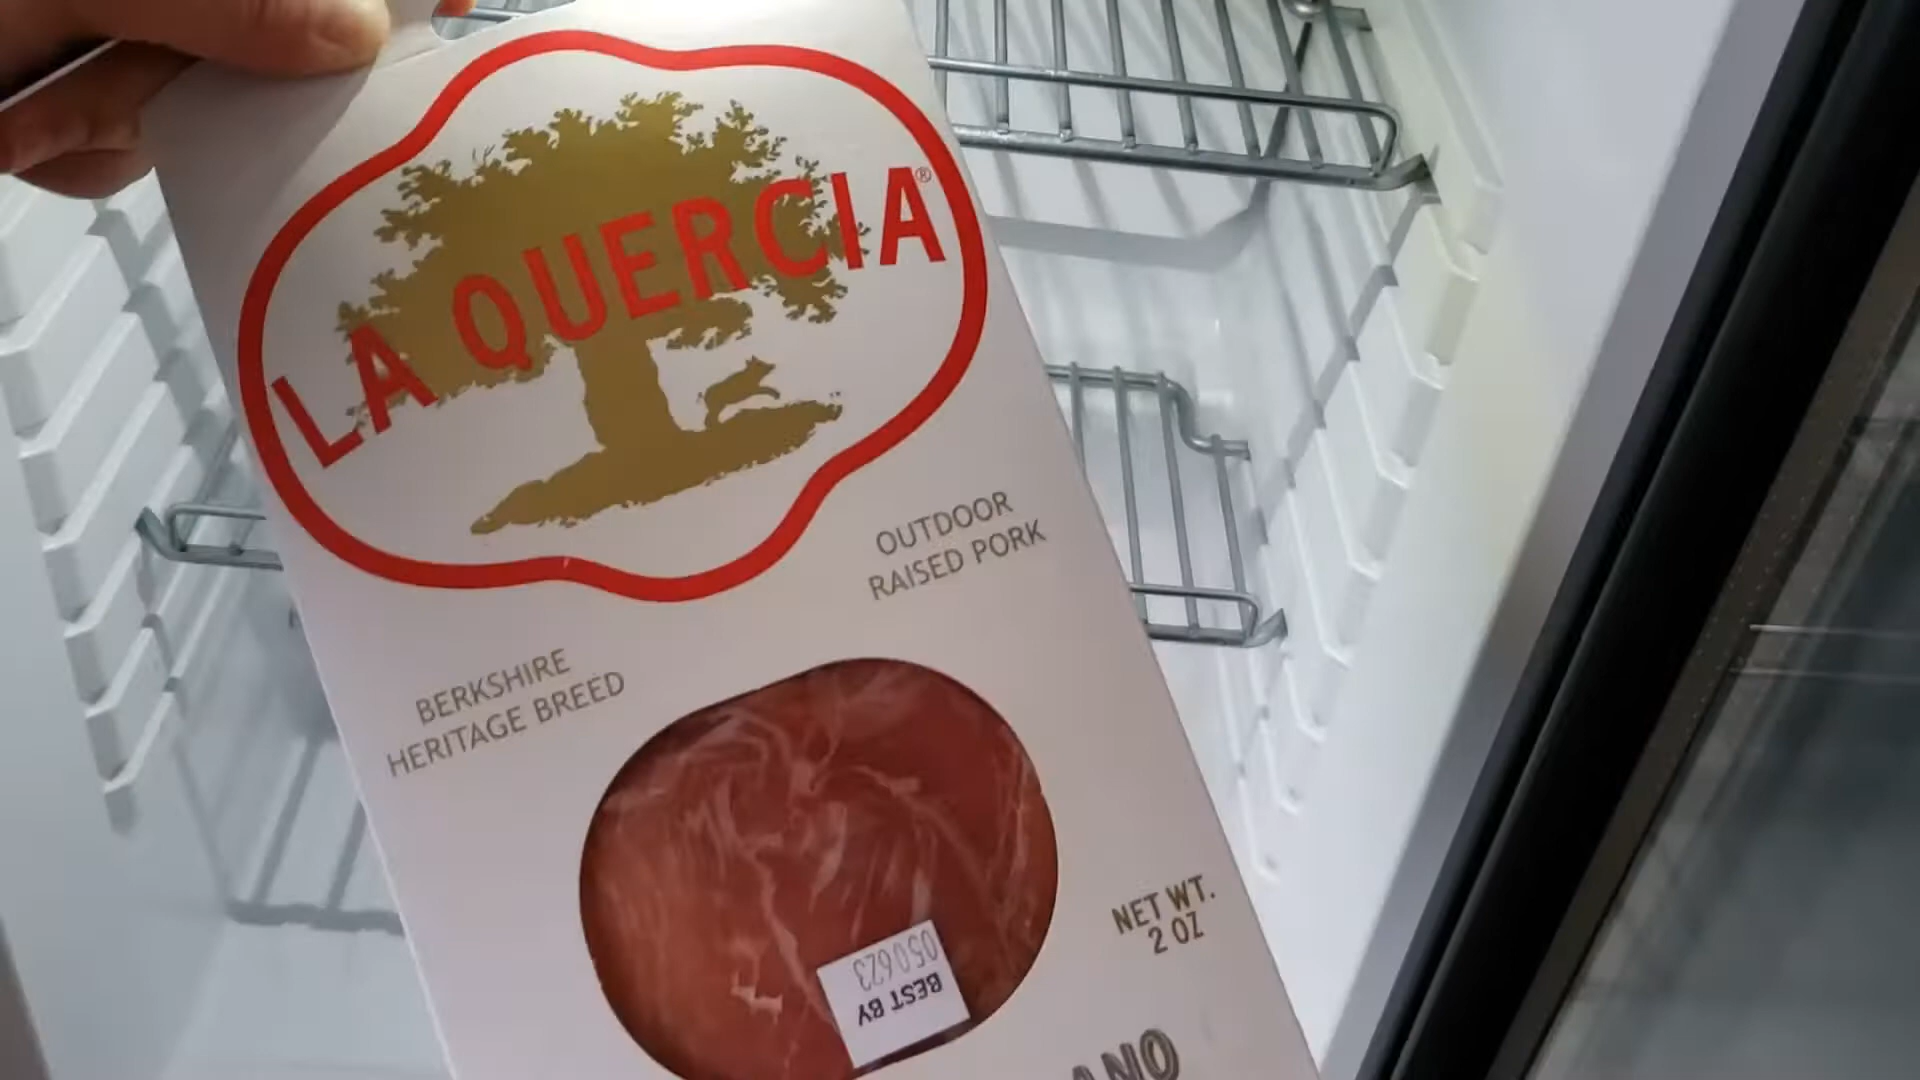 LA QUERCIA®
OUTDOOR
RAISED PORK
BERKSHIRE
HERITAGE BREED
NET WT.
2 OZ
BEST BY
050623